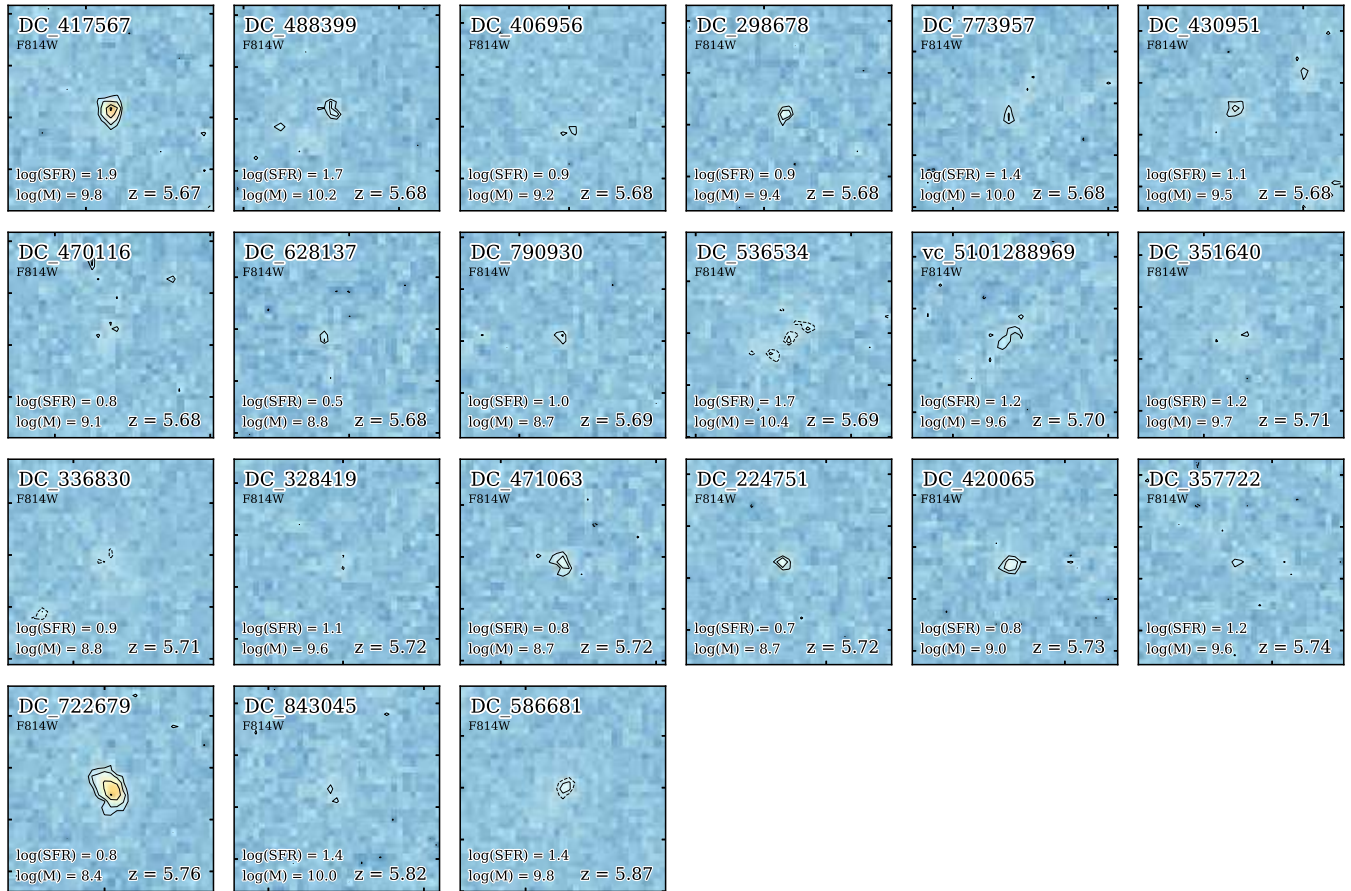 DC_417567
F814W
log(SFR) = 1.9
log(M) = 9.8 z = 5.67
DC_488399
F814W
log(SFR) = 1.7
log(M) = 10.2 z = 5.68
DC_406956
F814W
log(SFR) = 0.9
log(M) = 9.2 z = 5.68
DC_298678
F814W
log(SFR) = 0.9
log(M) = 9.4 z = 5.68
DC_773957
F814W
log(SFR) = 1.4
log(M) = 10.0 z = 5.68
DC_430951
F814W
log(SFR) = 1.1
log(M) = 9.5 z = 5.68
DC_470116
F814W
log(SFR) = 0.8
log(M) = 9.1 z = 5.68
DC_628137
F814W
log(SFR) = 0.5
log(M) = 8.8 z = 5.68
DC_790930
F814W
log(SFR) = 1.0
log(M) = 8.7 z = 5.69
DC_536534
F814W
log(SFR) = 1.7
log(M) = 10.4 z = 5.69
vc_5101288969
F814W
log(SFR) = 1.2
log(M) = 9.6 z = 5.70
DC_351640
F814W
log(SFR) = 1.2
log(M) = 9.7 z = 5.71
DC_336830
F814W
log(SFR) = 0.9
log(M) = 8.8 z = 5.71
DC_328419
F814W
log(SFR) = 1.1
log(M) = 9.6 z = 5.72
DC_471063
F814W
log(SFR) = 0.8
log(M) = 8.7 z = 5.72
DC_224751
F814W
log(SFR) = 0.7
log(M) = 8.7 z = 5.72
DC_420065
F814W
log(SFR) = 0.8
log(M) = 9.0 z = 5.73
DC_357722
F814W
log(SFR) = 1.2
log(M) = 9.6 z = 5.74
DC_722679
F814W
log(SFR) = 0.8
log(M) = 8.4 z = 5.76
DC_843045
F814W
log(SFR) = 1.4
log(M) = 10.0 z = 5.82
DC_586681
F814W
log(SFR) = 1.4
log(M) = 9.8 z = 5.87